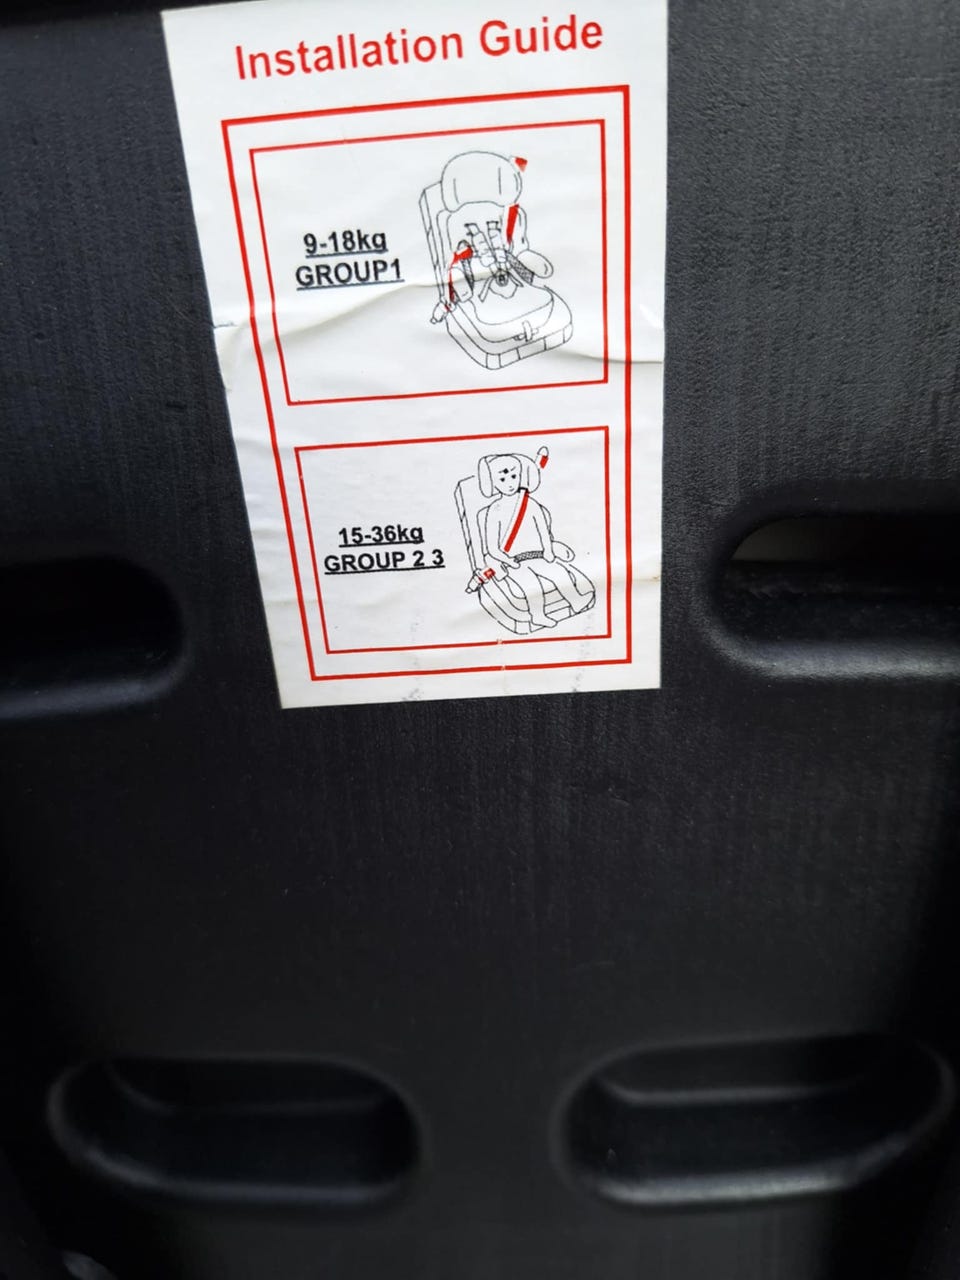 Installation Guide
9-18kg
GROUP1
15-36kg
GROUP 2 3